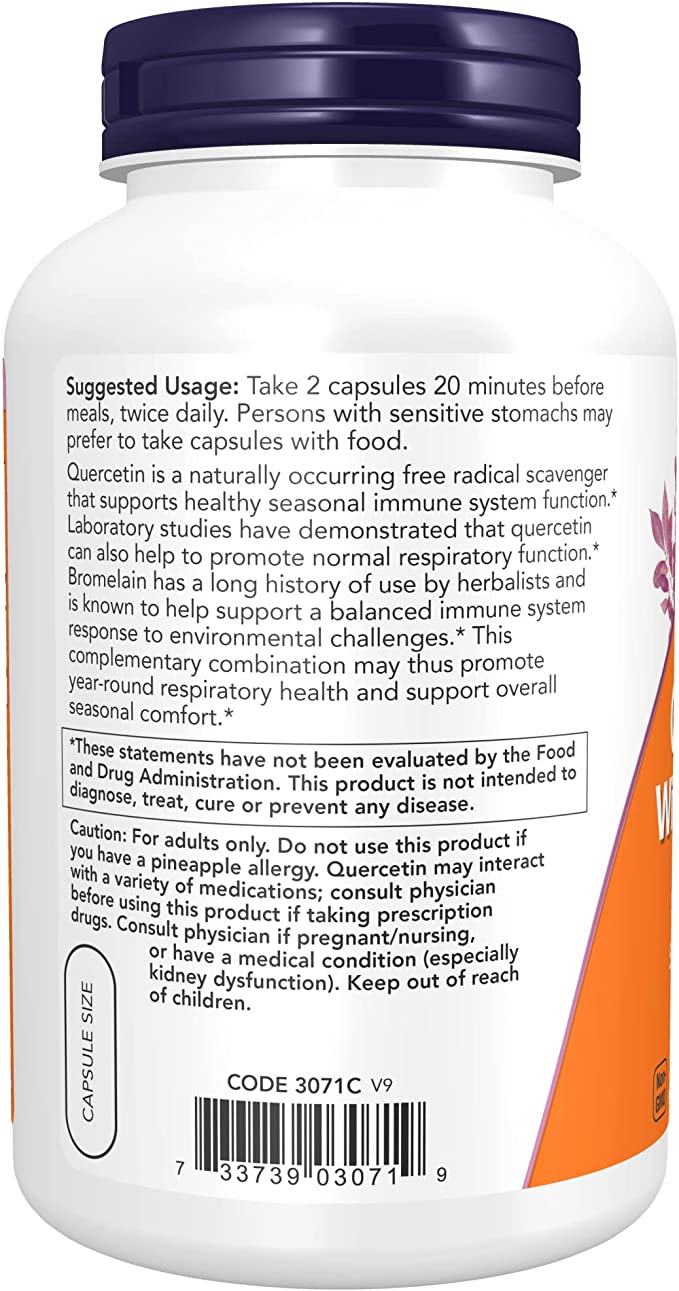 Suggested Usage: Take 2 capsules 20 minutes before
meals, twice daily. Persons with sensitive stomachs may
prefer to take capsules with food.
Quercetin is a naturally occurring free radical scavenger
that supports healthy seasonal immune system function.*
Laboratory studies have demonstrated that quercetin
can also help to promote normal respiratory function.*
Bromelain has a long history of use by herbalists and
is known to help support a balanced immune system
response to environmental challenges.* This
complementary combination may thus promote
year-round respiratory health and support overall
seasonal comfort.*
*These statements have not been evaluated by the Food
and Drug Administration. This product is not intended to
diagnose, treat, cure or prevent any disease.
Caution: For adults only. Do not use this product if
you have a pineapple allergy. Quercetin may interact
with a variety of medications; consult physician
before using this product if taking prescription
drugs. Consult physician if pregnant/nursing,
or have a medical condition (especially
kidney dysfunction). Keep out of reach
of children.
CAPSULE SIZE
CODE 3071C V9
7 33739 03071 9
Non-
GMO